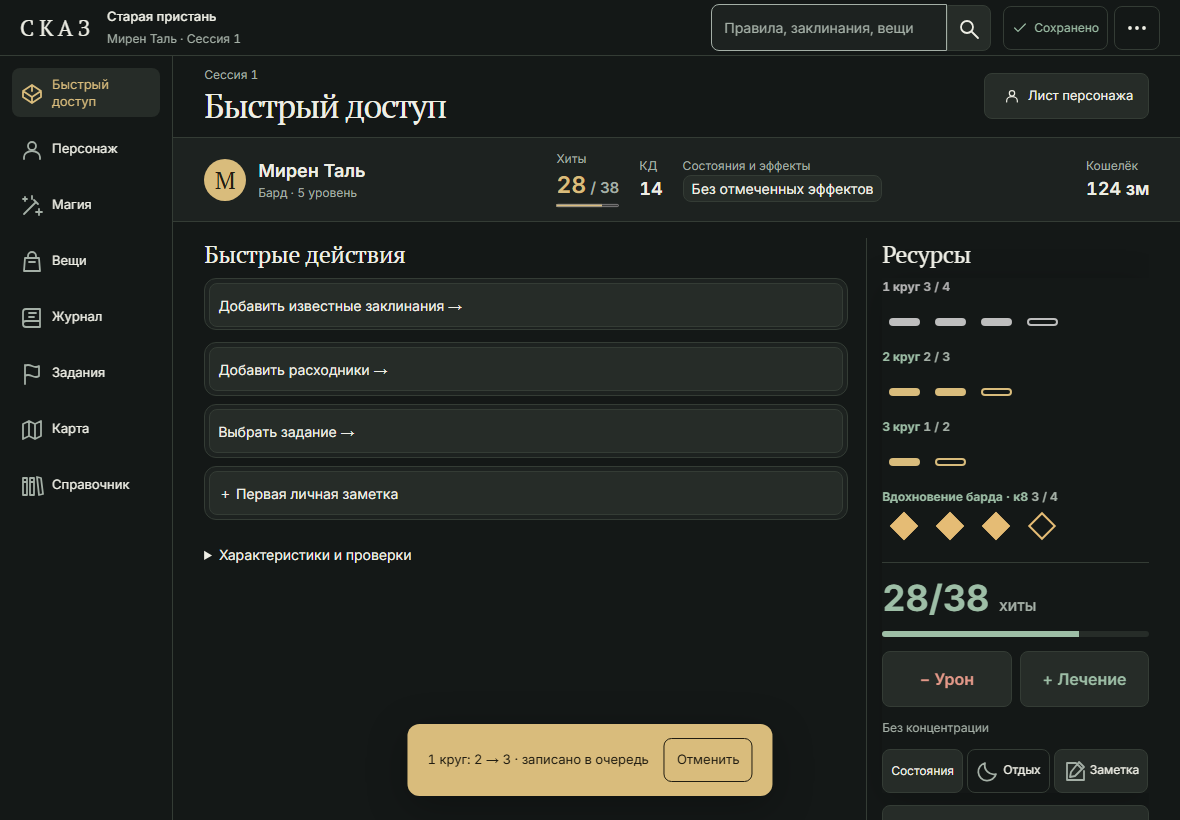 СКАЗ
Старая пристань
Мирен Таль · Сессия 1
Правила, заклинания, вещи
Сохранено
Быстрый
доступ
Персонаж
Магия
Вещи
Журнал
Задания
Карта
Справочник
Сессия 1
Быстрый доступ
Лист персонажа
М
Мирен Таль
Бард · 5 уровень
Хиты
28 / 38
КД
14
Состояния и эффекты
Без отмеченных эффектов
Кошелёк
124 зм
Быстрые действия
Добавить известные заклинания →
Добавить расходники →
Выбрать задание →
+ Первая личная заметка
Характеристики и проверки
Ресурсы
1 круг 3 / 4
2 круг 2 / 3
3 круг 1 / 2
Вдохновение барда · к8 3 / 4
28/38 хиты
− Урон
+ Лечение
Без концентрации
Состояния
Отдых
Заметка
1 круг: 2 → 3 · записано в очередь
Отменить